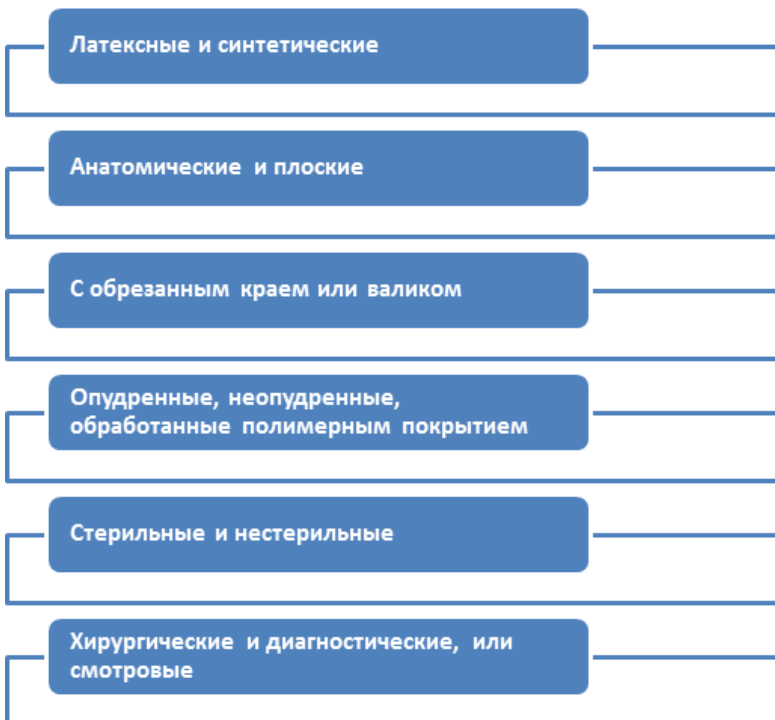 Латексные и синтетические
Анатомические и плоские
С обрезанным краем или валиком
Опудренные, неопудренные,
обработанные полимерным покрытием
Стерильные и нестерильные
Хирургические и диагностические, или
смотровые